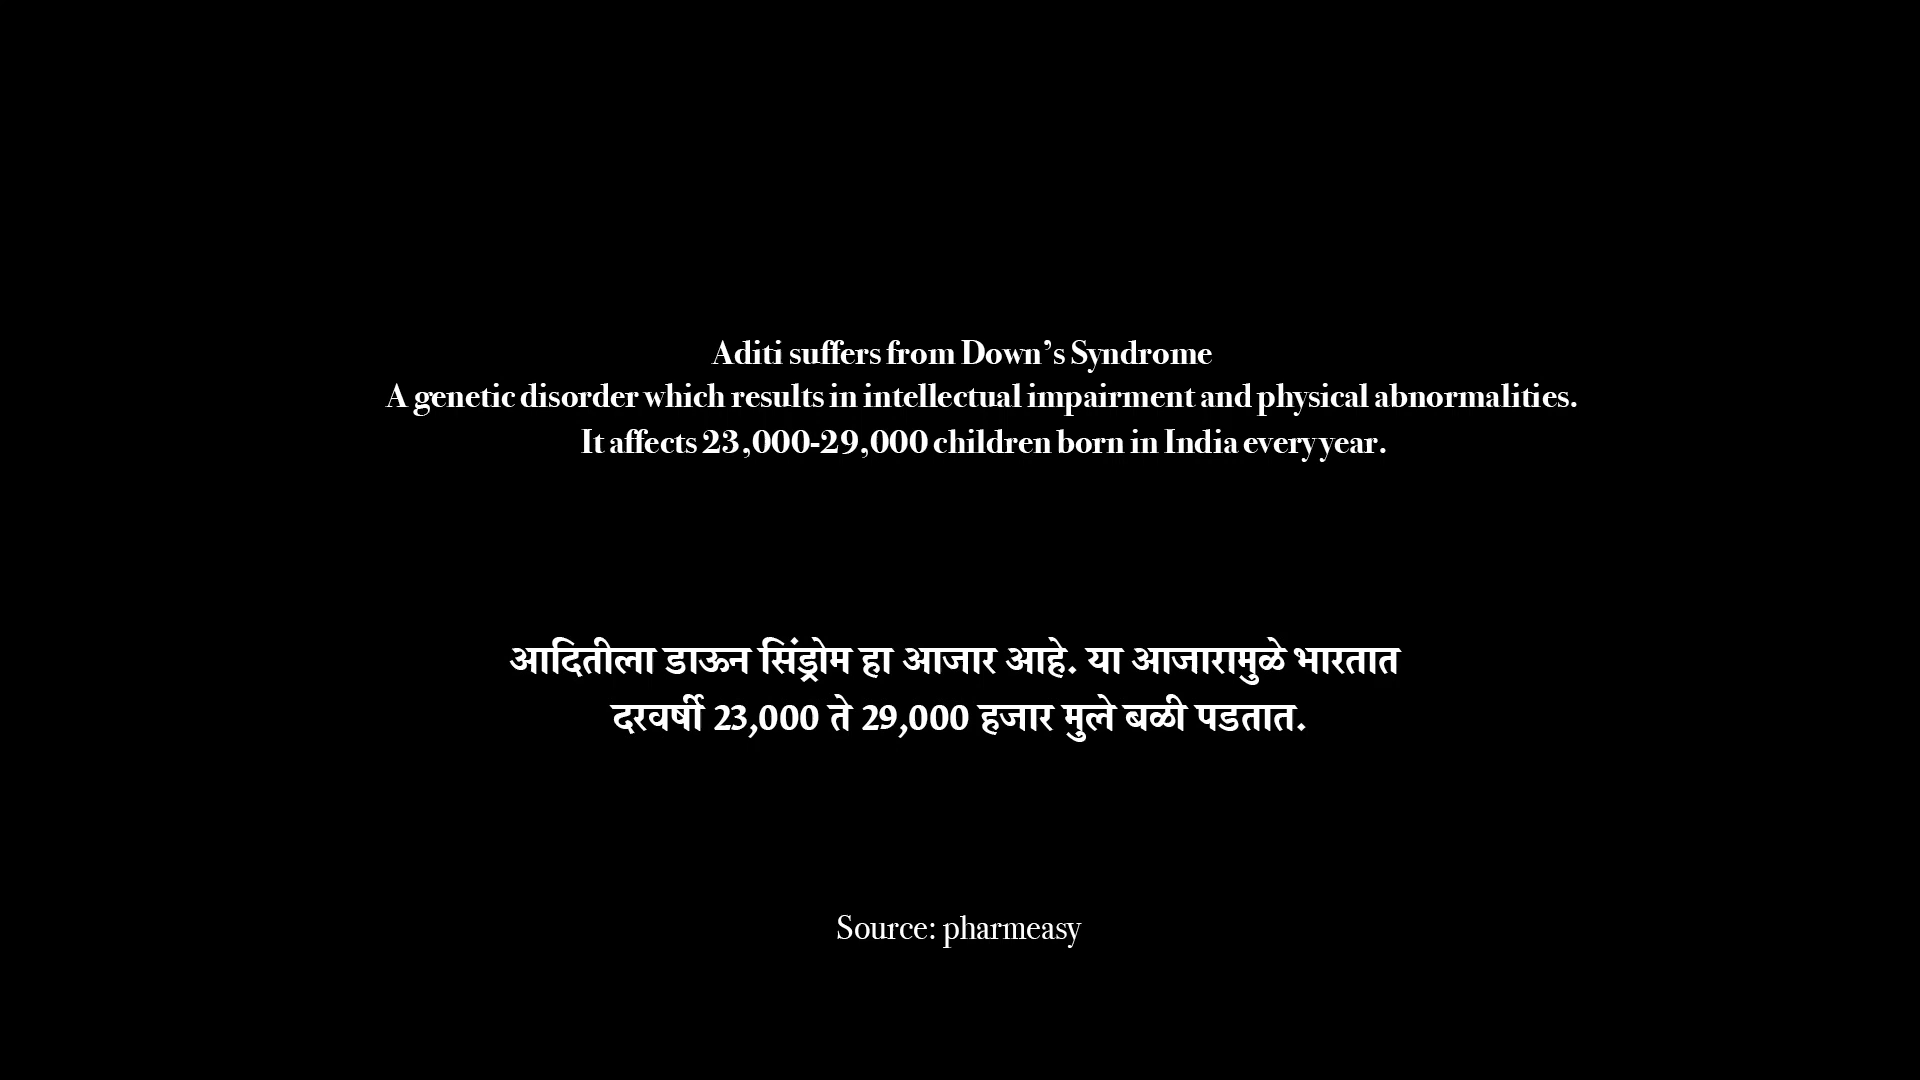 Aditi suffers from Down’s Syndrome
A genetic disorder which results in intellectual impairment and physical abnormalities.
It affects 23,000-29,000 children born in India every year.
आदितीला डाऊन सिंड्रोम हा आजार आहे. या आजारामुळे भारतात
दरवर्षी 23,000 ते 29,000 हजार मुले बळी पडतात.
Source: pharmeasy